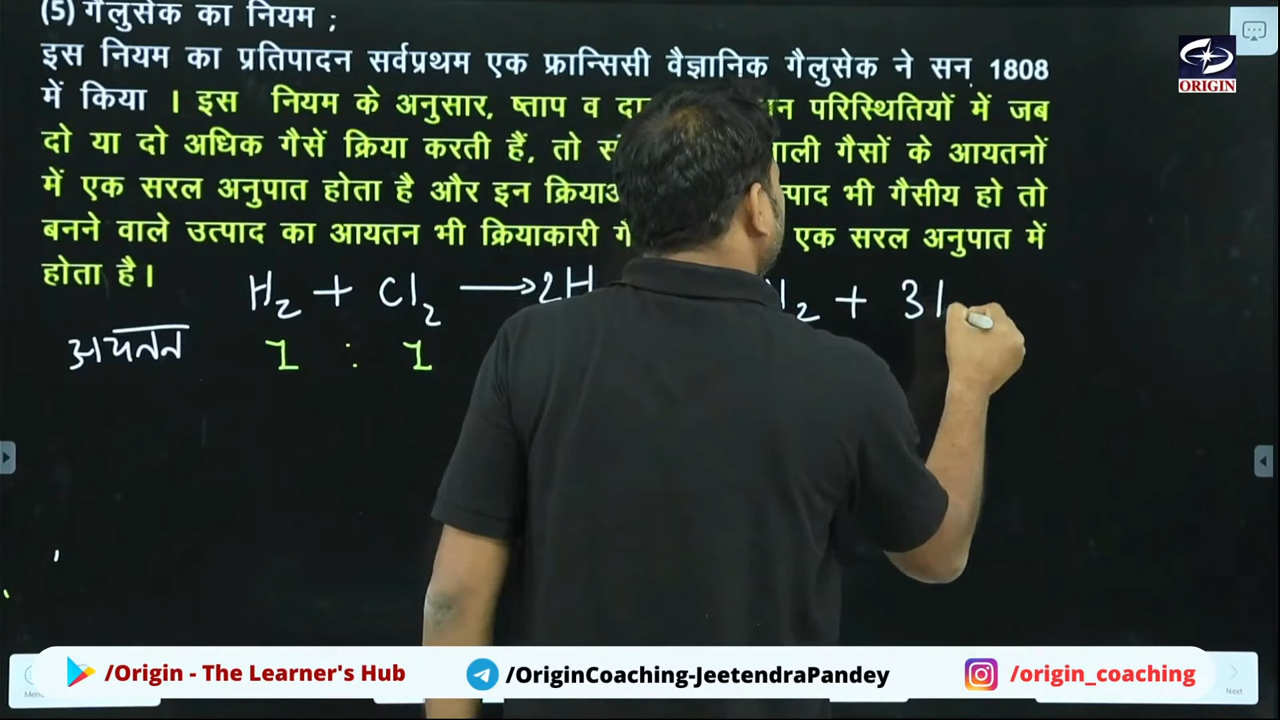 (5) गैलुसेक का नियम ;
इस नियम का प्रतिपादन सर्वप्रथम एक फ्रान्सिसी वैज्ञानिक गैलुसेक ने सन् 1808
में किया । इस नियम के अनुसार, ष्ताप व परिस्थितियों में जब
दो या दो अधिक गैसें क्रिया करती हैं, तो गैसों के आयतनों
में एक सरल अनुपात होता है और इन भी गैसीय हो तो
बनने वाले उत्पाद का आयतन भी क्रियाकारी एक सरल अनुपात में
होता है।
H₂ + Cl₂ ⟶ 2H + 3
आयतन 1 : 1
ORIGIN
/Origin - The Learner's Hub
/OriginCoaching-JeetendraPandey
/origin_coaching
Next